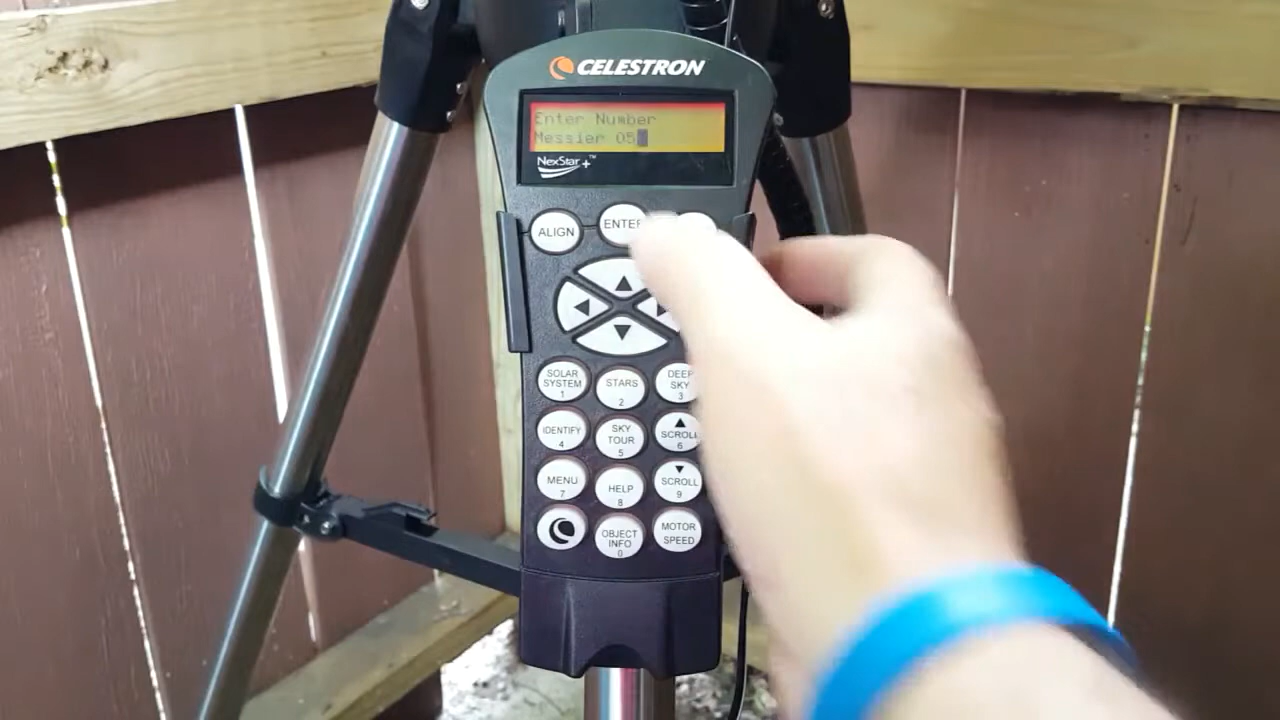 CELESTRON
Enter Number
Messier 05
NexStar+™
ALIGN
ENTER
SOLAR SYSTEM 1
STARS 2
DEEP SKY 3
IDENTIFY 4
SKY TOUR 5
SCROLL 6
MENU 7
HELP 8
SCROLL 9
OBJECT INFO 0
MOTOR SPEED